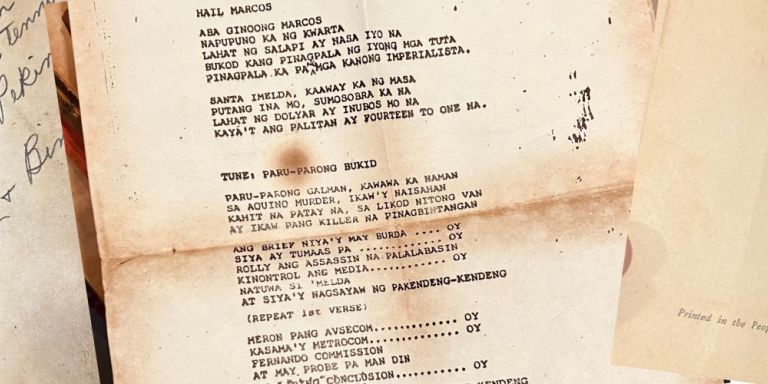 Tenni
Pekin
& Bin
HAIL MARCOS
ABA GINOONG MARCOS
NAPUPUNO KA NG KWARTA
LAHAT NG SALAPI AY NASA IYO NA
BUKOD KANG PINAGPALA NG IYONG MGA TUTA
PINAGPALA KA PA NG MGA KANONG IMPERIALISTA.
SANTA IMELDA, KAAWAY KA NG MASA
PUTANG INA MO, SUMOSOBRA KA NA
LAHAT NG DOLYAR AY INUBOS MO NA
KAYA'T ANG PALITAN AY FOURTEEN TO ONE NA.
TUNE: PARU-PARONG BUKID
PARU-PARONG GALMAN, KAWAWA KA NAMAN
SA AQUINO MURDER, IKAW'Y NAISAHAN
KAHIT NA PATAY NA, SA LIKOD NITONG VAN
AY IKAW PANG KILLER NA PINAGBINTANGAN
ANG BRIEF NIYA'Y MAY BURDA .... OY
SIYA AY TUMAAS PA ............ OY
ROLLY ANG ASSASSIN NA PALALABASIN
KINONTROL ANG MEDIA............ OY
NATUWA SI 'MELDA
AT SIYA'Y NAGSAYAW NG PAKENDENG-KENDENG
(REPEAT 1st VERSE)
MERON PANG AVSECOM............. OY
KASAMA'Y METROCOM.............. OY
FERNANDO COMMISSION
AT MAY PROBE PA MAN DIN
CONCLUSION........... OY
KENDENG
Printed in the Peop